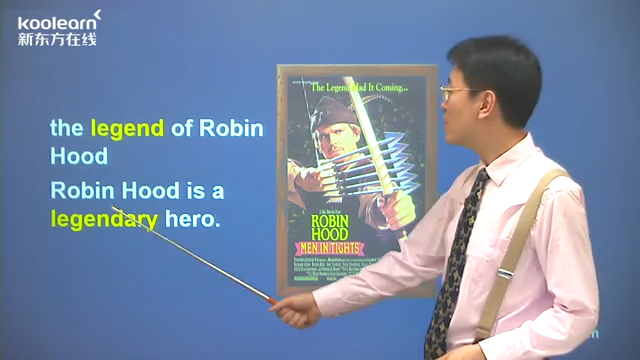 koolearn
新东方在线
the legend of Robin
Hood
Robin Hood is a
legendary hero.
The Legend Had It Coming...
ROBIN
HOOD
MEN IN TIGHTS